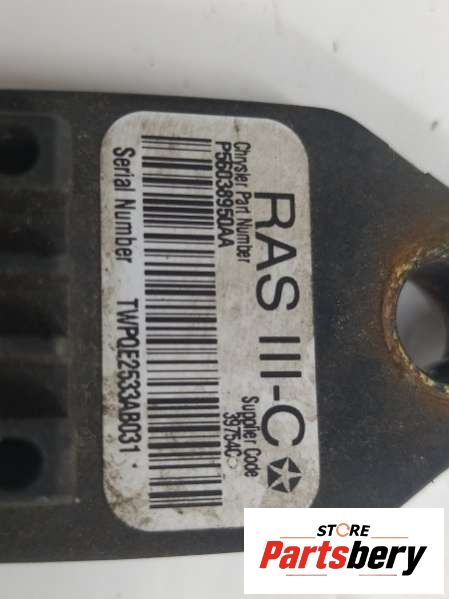 RAS III-C
Chrysler Part Number
P56038950AA
Supplier Code
39754C
Serial Number TWPQE2533AB031
STORE
Partsbery